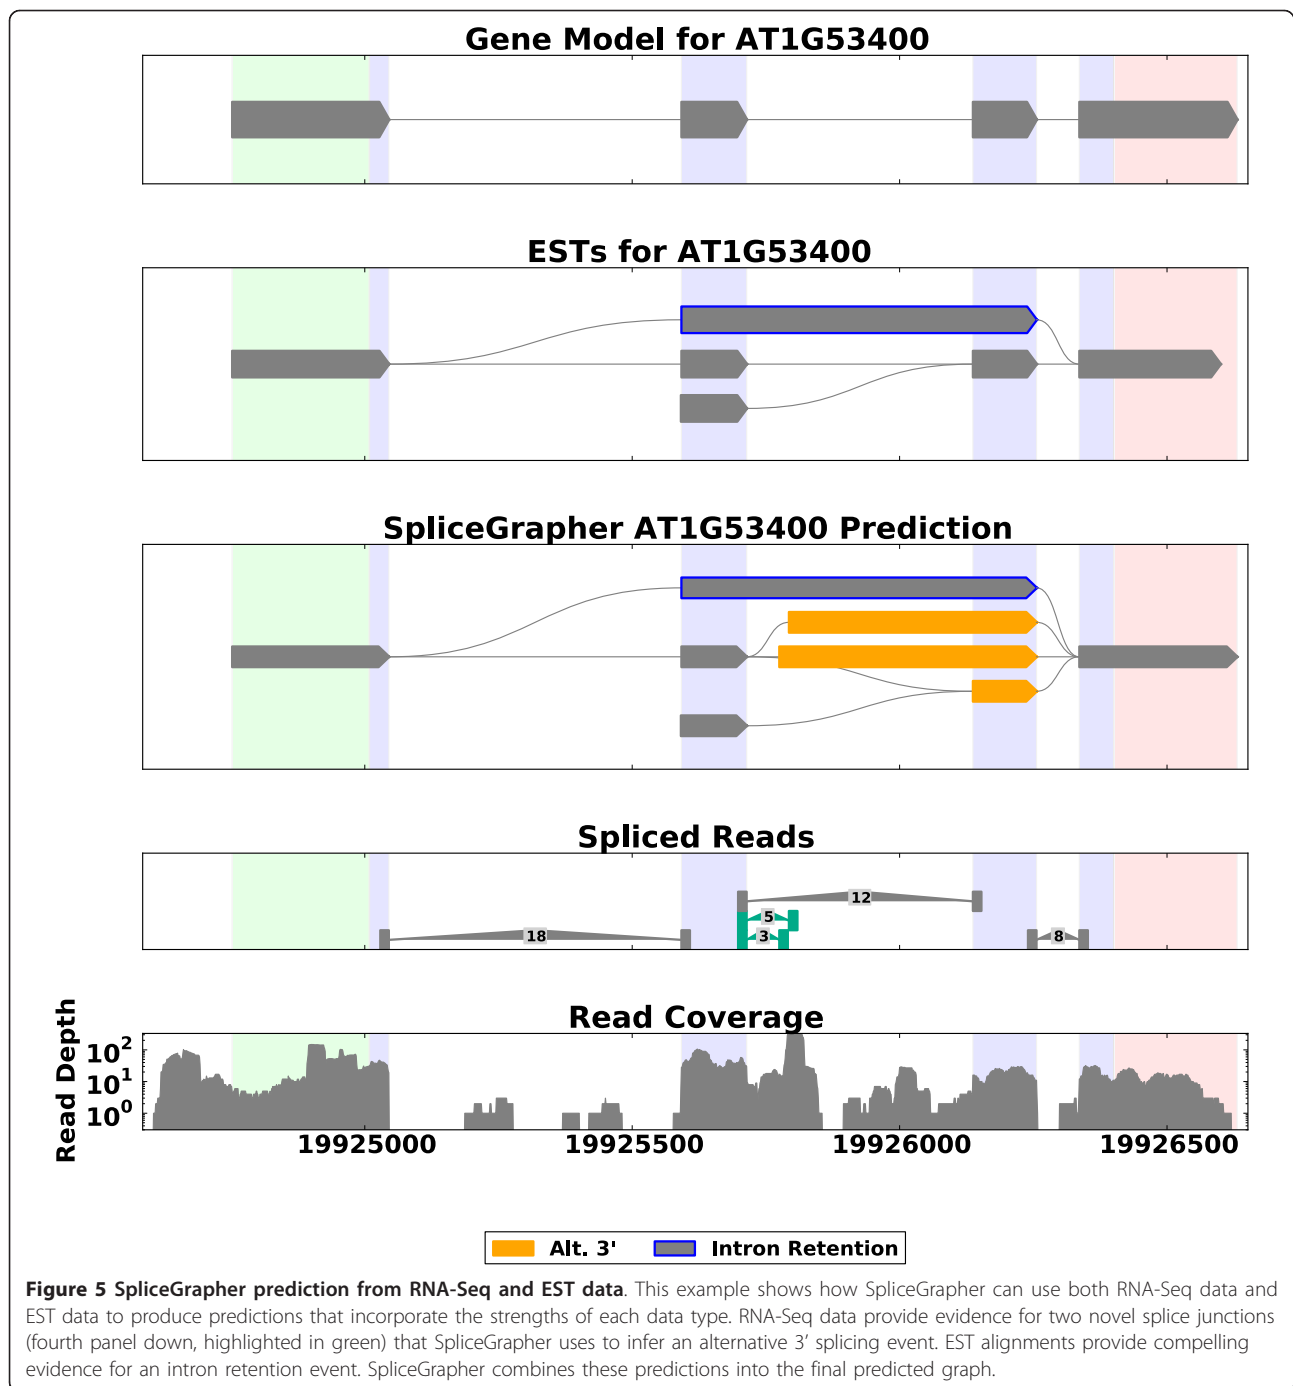 Gene Model for AT1G53400
ESTs for AT1G53400
SpliceGrapher AT1G53400 Prediction
Spliced Reads
12
5
18
3
8
Read Coverage
Read Depth
10²
10¹
10⁰
19925000 19925500 19926000 19926500
Alt. 3' Intron Retention
Figure 5 SpliceGrapher prediction from RNA-Seq and EST data. This example shows how SpliceGrapher can use both RNA-Seq data and
EST data to produce predictions that incorporate the strengths of each data type. RNA-Seq data provide evidence for two novel splice junctions
(fourth panel down, highlighted in green) that SpliceGrapher uses to infer an alternative 3’ splicing event. EST alignments provide compelling
evidence for an intron retention event. SpliceGrapher combines these predictions into the final predicted graph.